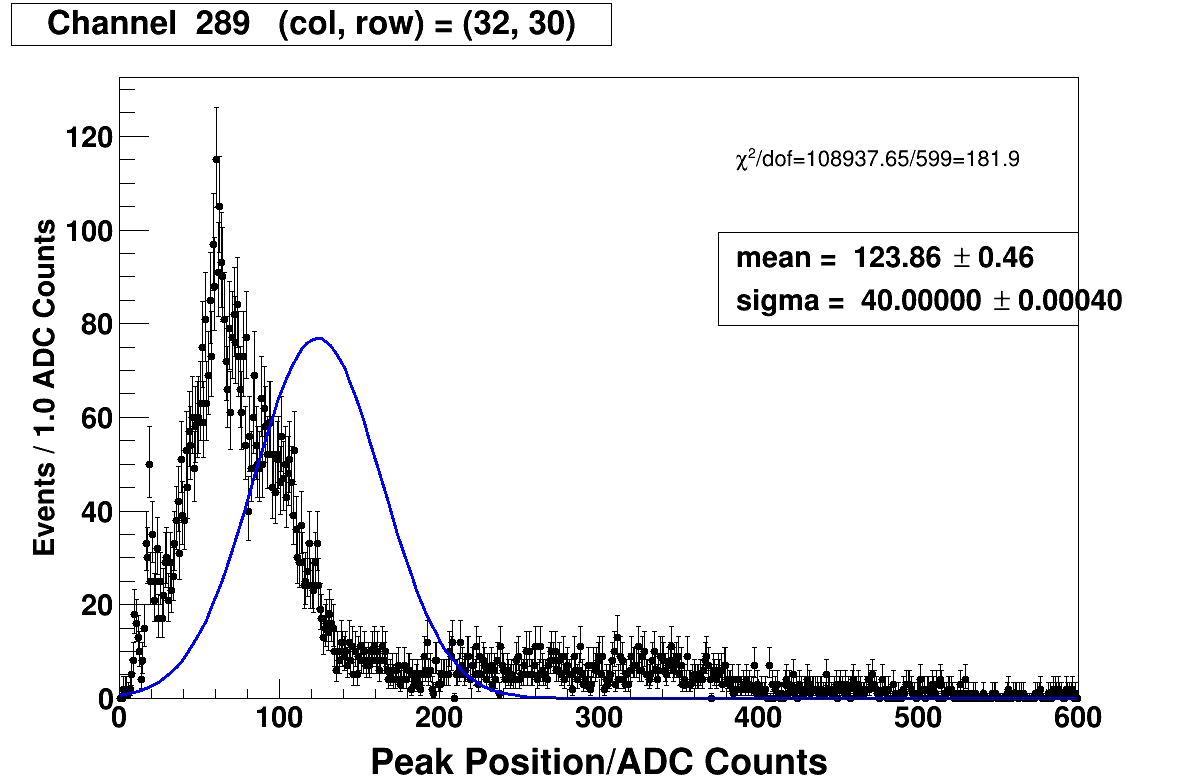 Channel  289   (col, row) = (32, 30)
χ²/dof=108937.65/599=181.9
mean =  123.86 ± 0.46
sigma =  40.00000 ± 0.00040
Events / 1.0 ADC Counts
120
100
80
60
40
20
0
0 100 200 300 400 500 600
Peak Position/ADC Counts